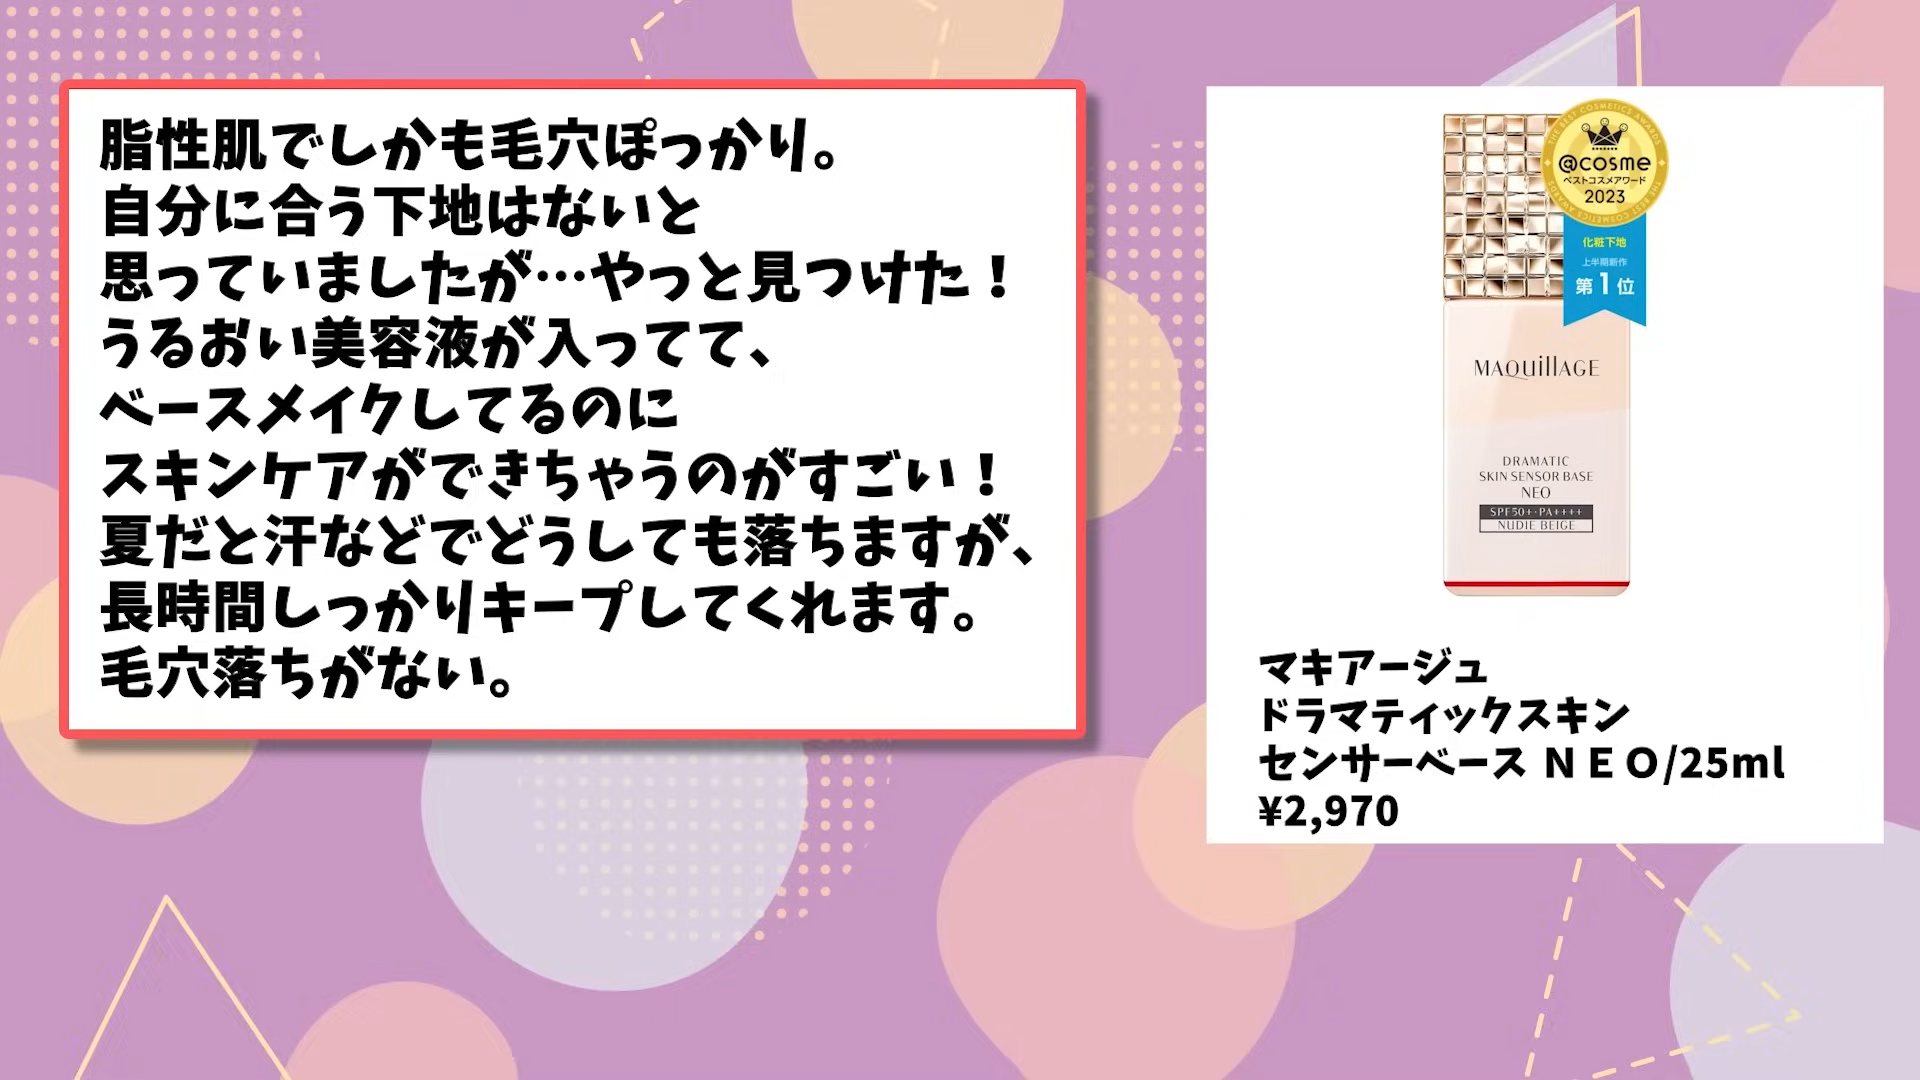 脂性肌でしかも毛穴ぽっかり。
自分に合う下地はないと
思っていましたが…やっと見つけた！
うるおい美容液が入ってて、
ベースメイクしてるのに
スキンケアができちゃうのがすごい！
夏だと汗などでどうしても落ちますが、
長時間しっかりキープしてくれます。
毛穴落ちがない。
THE BEST COSMETICS AWARDS
@cosme
ベストコスメアワード
2023
THE BEST COSMETICS AWARDS
化粧下地
上半期新作
第1位
MAQuillAGE
DRAMATIC
SKIN SENSOR BASE
NEO
SPF50+・PA++++
NUDIE BEIGE
マキアージュ
ドラマティックスキン
センサーベース ＮＥＯ/25ml
¥2,970